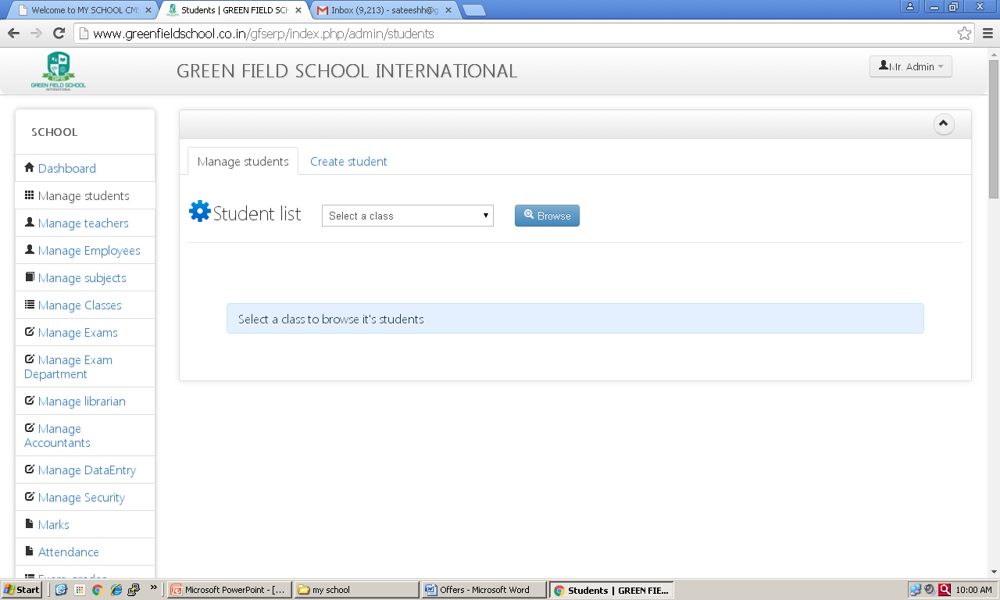 Welcome to MY SCHOOL CMS
Students | GREEN FIELD SCH
Inbox (9,213) - sateeshh@g
www.greenfieldschool.co.in/gfserp/index.php/admin/students
GFS
GREEN FIELD SCHOOL
INTERNATIONAL
GREEN FIELD SCHOOL INTERNATIONAL
Mr. Admin
SCHOOL
Dashboard
Manage students
Manage teachers
Manage Employees
Manage subjects
Manage Classes
Manage Exams
Manage Exam
Department
Manage librarian
Manage
Accountants
Manage DataEntry
Manage Security
Marks
Attendance
Exam-grades
Manage students
Create student
Student list
Select a class
Browse
Select a class to browse it's students
Start
Microsoft PowerPoint - [...
my school
Offers - Microsoft Word
Students | GREEN FIE...
10:00 AM